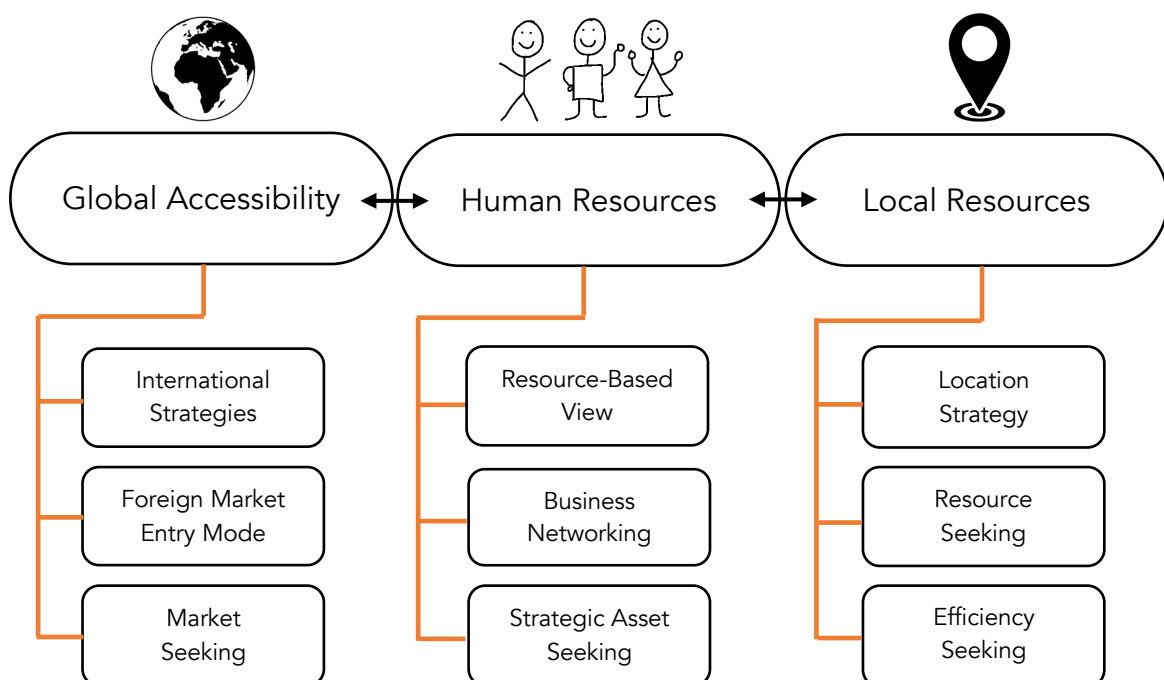 Global Accessibility
Human Resources
Local Resources
International
Strategies
Foreign Market
Entry Mode
Market
Seeking
Resource-Based
View
Business
Networking
Strategic Asset
Seeking
Location
Strategy
Resource
Seeking
Efficiency
Seeking